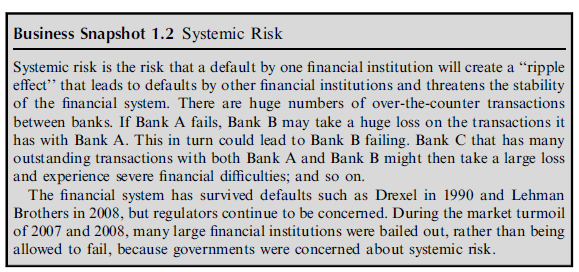 Business Snapshot 1.2 Systemic Risk
Systemic risk is the risk that a default by one financial institution will create a “ripple
effect’’ that leads to defaults by other financial institutions and threatens the stability
of the financial system. There are huge numbers of over-the-counter transactions
between banks. If Bank A fails, Bank B may take a huge loss on the transactions it
has with Bank A. This in turn could lead to Bank B failing. Bank C that has many
outstanding transactions with both Bank A and Bank B might then take a large loss
and experience severe financial difficulties; and so on.
The financial system has survived defaults such as Drexel in 1990 and Lehman
Brothers in 2008, but regulators continue to be concerned. During the market turmoil
of 2007 and 2008, many large financial institutions were bailed out, rather than being
allowed to fail, because governments were concerned about systemic risk.